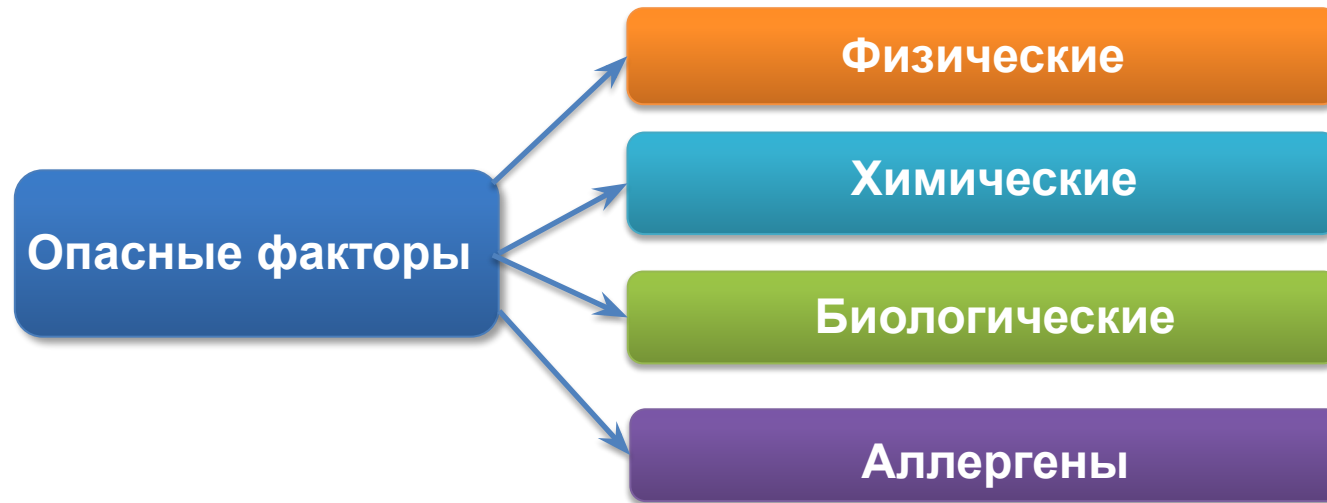 Физические
Химические
Опасные факторы
Биологические
Аллергены